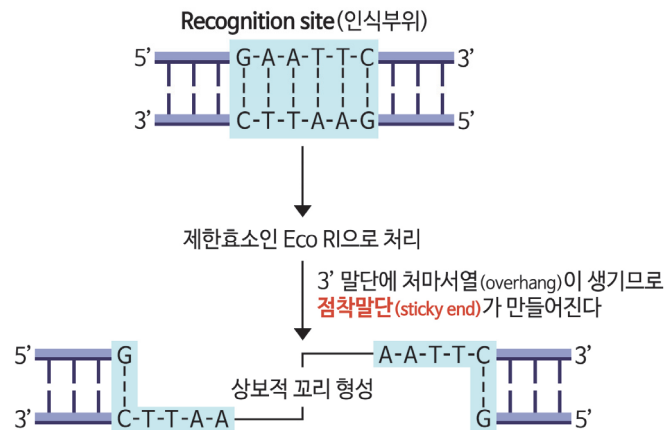 Recognition site(인식부위)
5’ G-A-A-T-T-C 3’
3’ C-T-T-A-A-G 5’
제한효소인 Eco RI으로 처리
3’ 말단에 처마서열(overhang)이 생기므로
점착말단(sticky end)가 만들어진다
5’ G A-A-T-T-C 3’
상보적 꼬리 형성
3’ C-T-T-A-A G 5’